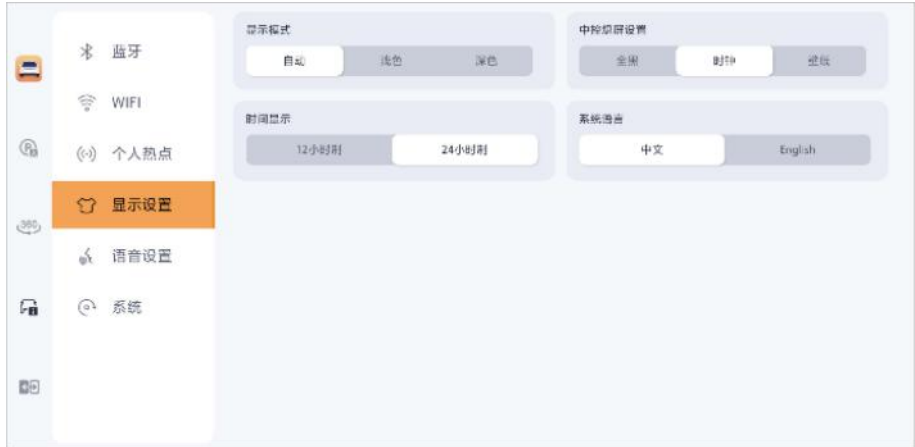 蓝牙
WIFI
个人热点
显示设置
语音设置
系统
显示模式
自动 浅色 深色
中控熄屏设置
全黑 时钟 壁纸
时间显示
12小时制 24小时制
系统语言
中文 English
360